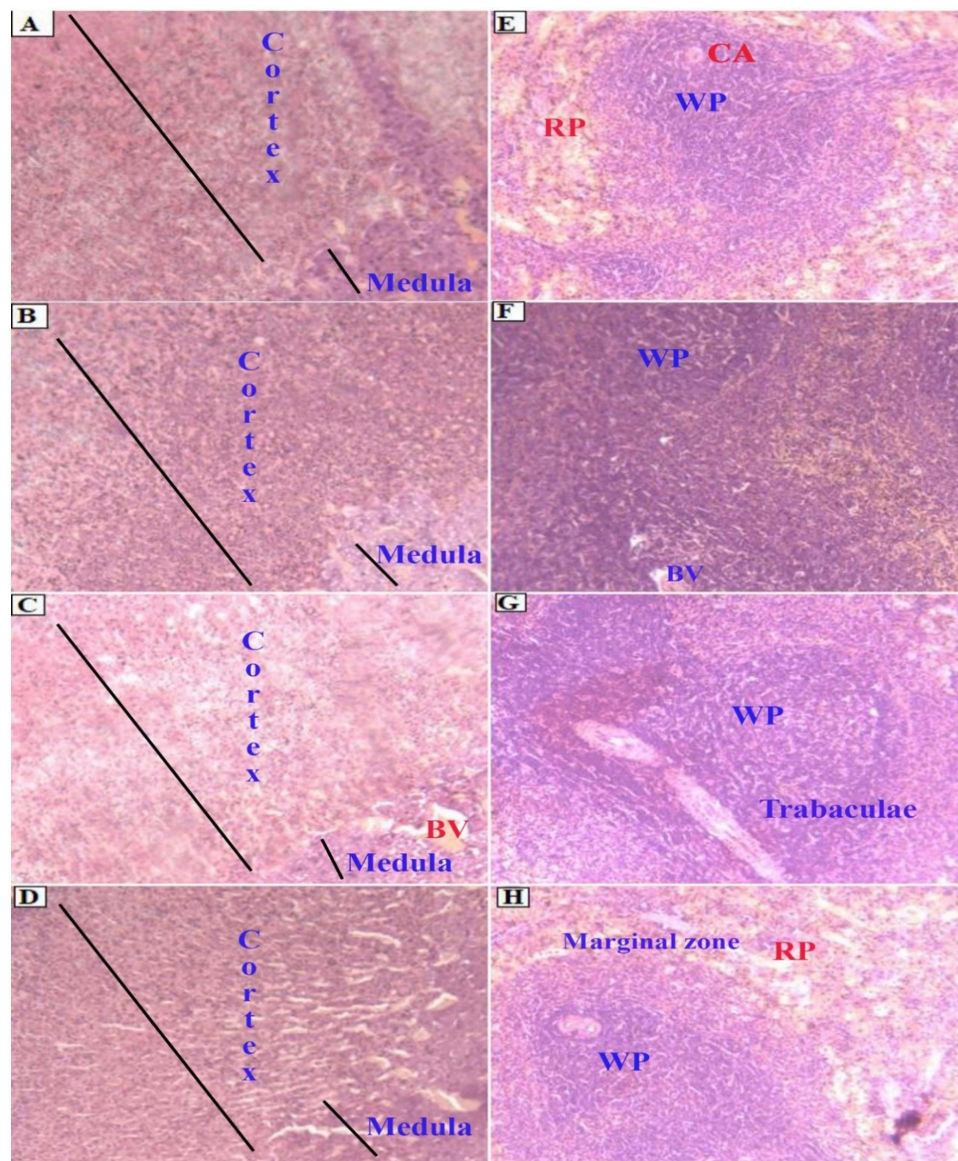 A
Cortex
Medula
B
Cortex
Medula
C
Cortex
BV
Medula
D
Cortex
Medula
E
CA
WP
RP
F
WP
BV
G
WP
Trabaculae
H
Marginal zone
RP
WP